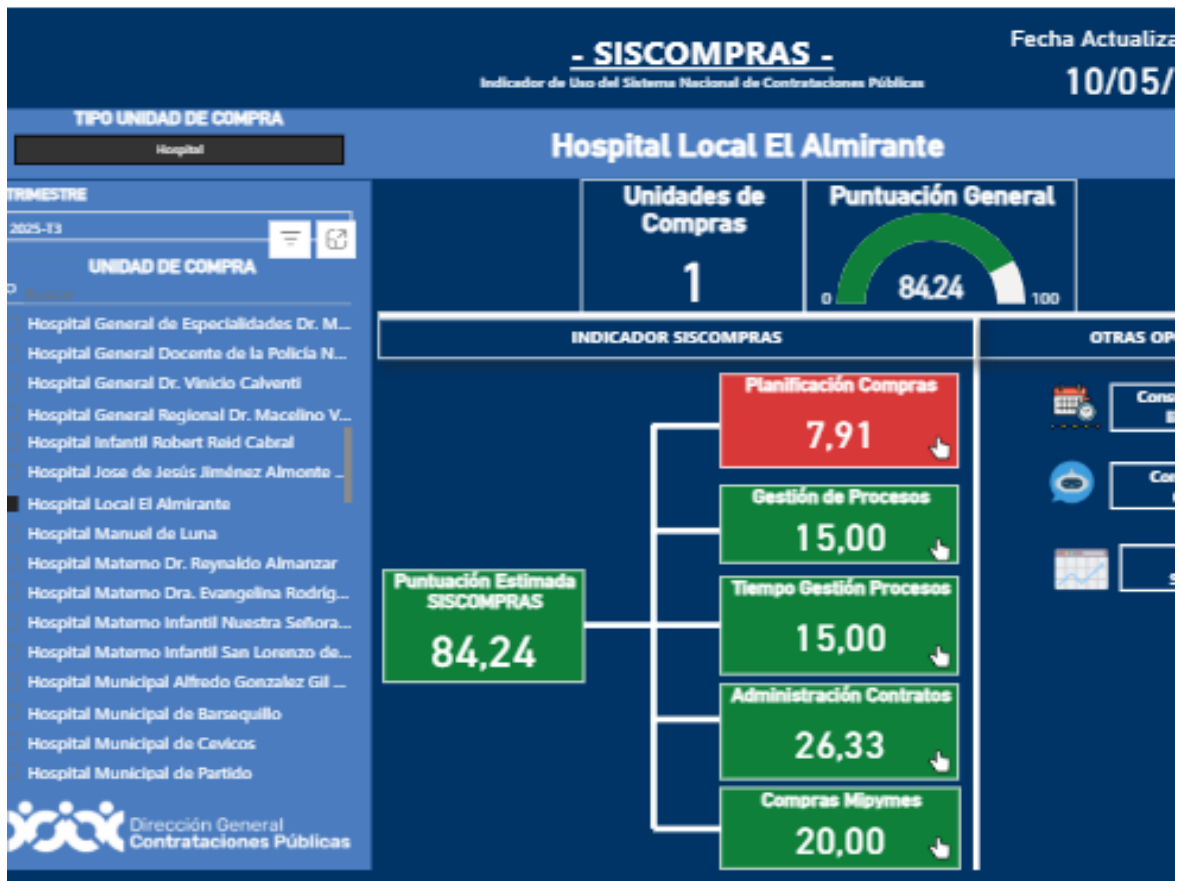 - SISCOMPRAS -
Indicador de Uso del Sistema Nacional de Contrataciones Públicas
Fecha Actualiza
10/05/
TIPO UNIDAD DE COMPRA
Hospital
Hospital Local El Almirante
TRIMESTRE
2025-T3
UNIDAD DE COMPRA
Hospital General de Especialidades Dr. M...
Hospital General Docente de la Policía N...
Hospital General Dr. Vinicio Calventi
Hospital General Regional Dr. Macelino V...
Hospital Infantil Robert Reid Cabral
Hospital Jose de Jesús Jiménez Almonte ...
Hospital Local El Almirante
Hospital Manuel de Luna
Hospital Materno Dr. Reynaldo Almanzar
Hospital Materno Dra. Evangelina Rodríg...
Hospital Materno Infantil Nuestra Señora...
Hospital Materno Infantil San Lorenzo de...
Hospital Municipal Alfredo Gonzalez Gil ...
Hospital Municipal de Barsequillo
Hospital Municipal de Cevicos
Hospital Municipal de Partido
Dirección General
Contrataciones Públicas
Unidades de
Compras
1
Puntuación General
84,24
0
100
INDICADOR SISCOMPRAS
Puntuación Estimada
SISCOMPRAS
84,24
Planificación Compras
7,91
Gestión de Procesos
15,00
Tiempo Gestión Procesos
15,00
Administración Contratos
26,33
Compras Mipymes
20,00
OTRAS OP
Cons
Cor